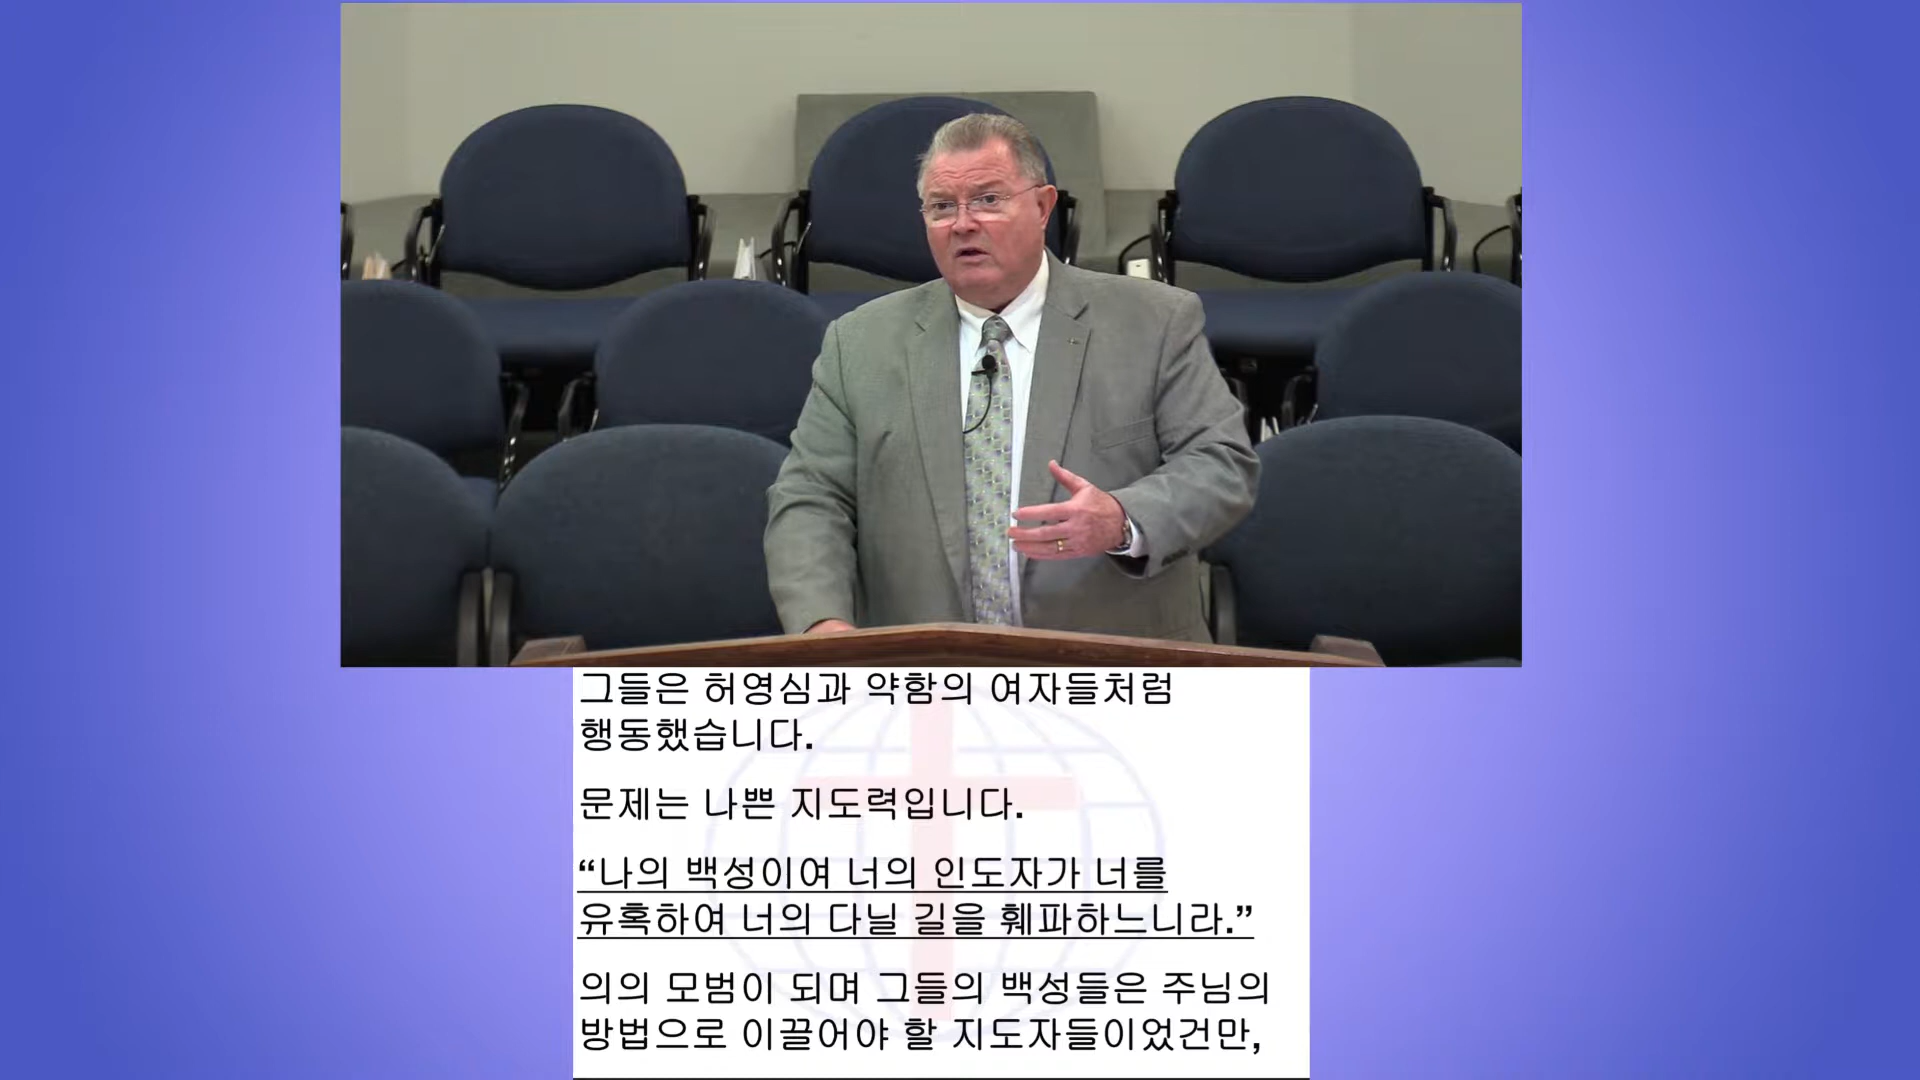 그들은 허영심과 약함의 여자들처럼
행동했습니다.
문제는 나쁜 지도력입니다.
“나의 백성이여 너의 인도자가 너를
유혹하여 너의 다닐 길을 훼파하느니라.”
의의 모범이 되며 그들의 백성들은 주님의
방법으로 이끌어야 할 지도자들이었건만,